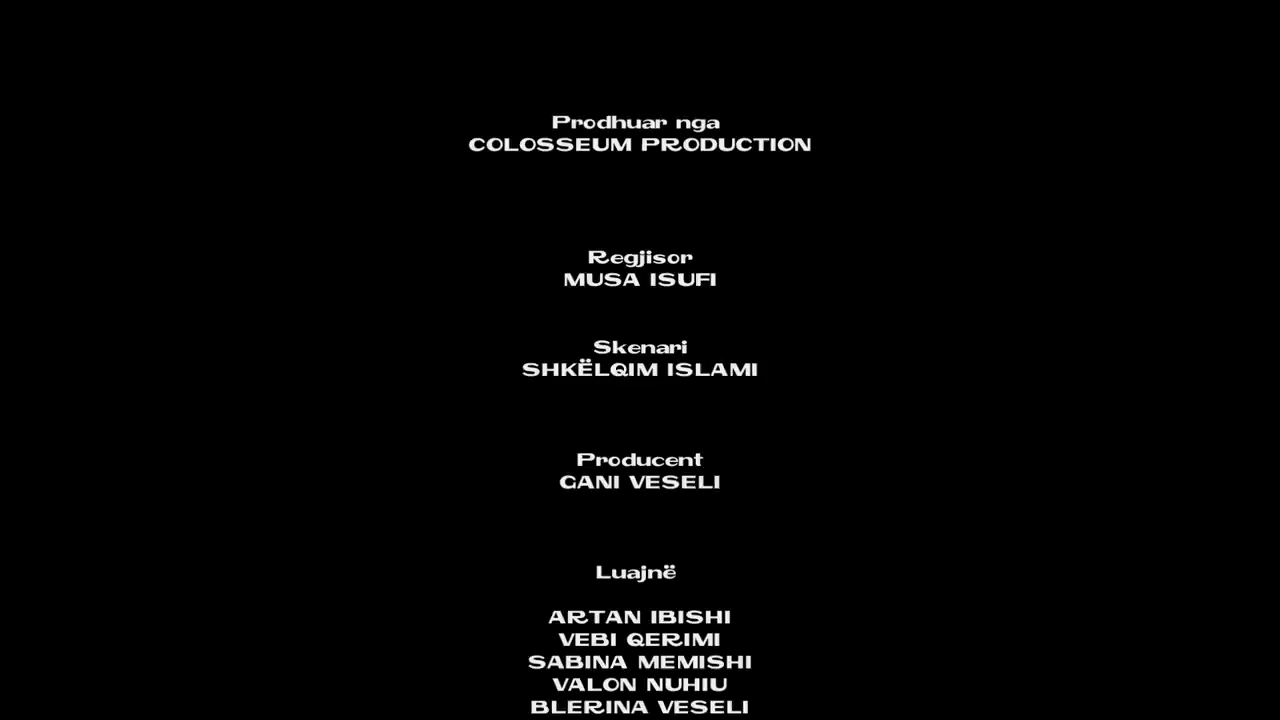 Prodhuar nga
COLOSSEUM PRODUCTION
Regjisor
MUSA ISUFI
Skenari
SHKËLQIM ISLAMI
Producent
GANI VESELI
Luajnë
ARTAN IBISHI
VEBI QERIMI
SABINA MEMISHI
VALON NUHIU
BLERINA VESELI